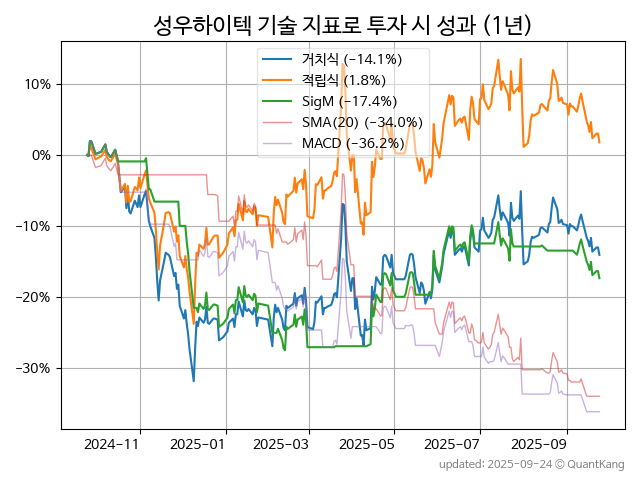 성우하이텍 기술 지표로 투자 시 성과 (1년)
거치식 (−14.1%)
적립식 (1.8%)
SigM (−17.4%)
SMA(20) (−34.0%)
MACD (−36.2%)
10%
0%
−10%
−20%
−30%
2024-11
2025-01
2025-03
2025-05
2025-07
2025-09
updated: 2025-09-24 © QuantKang